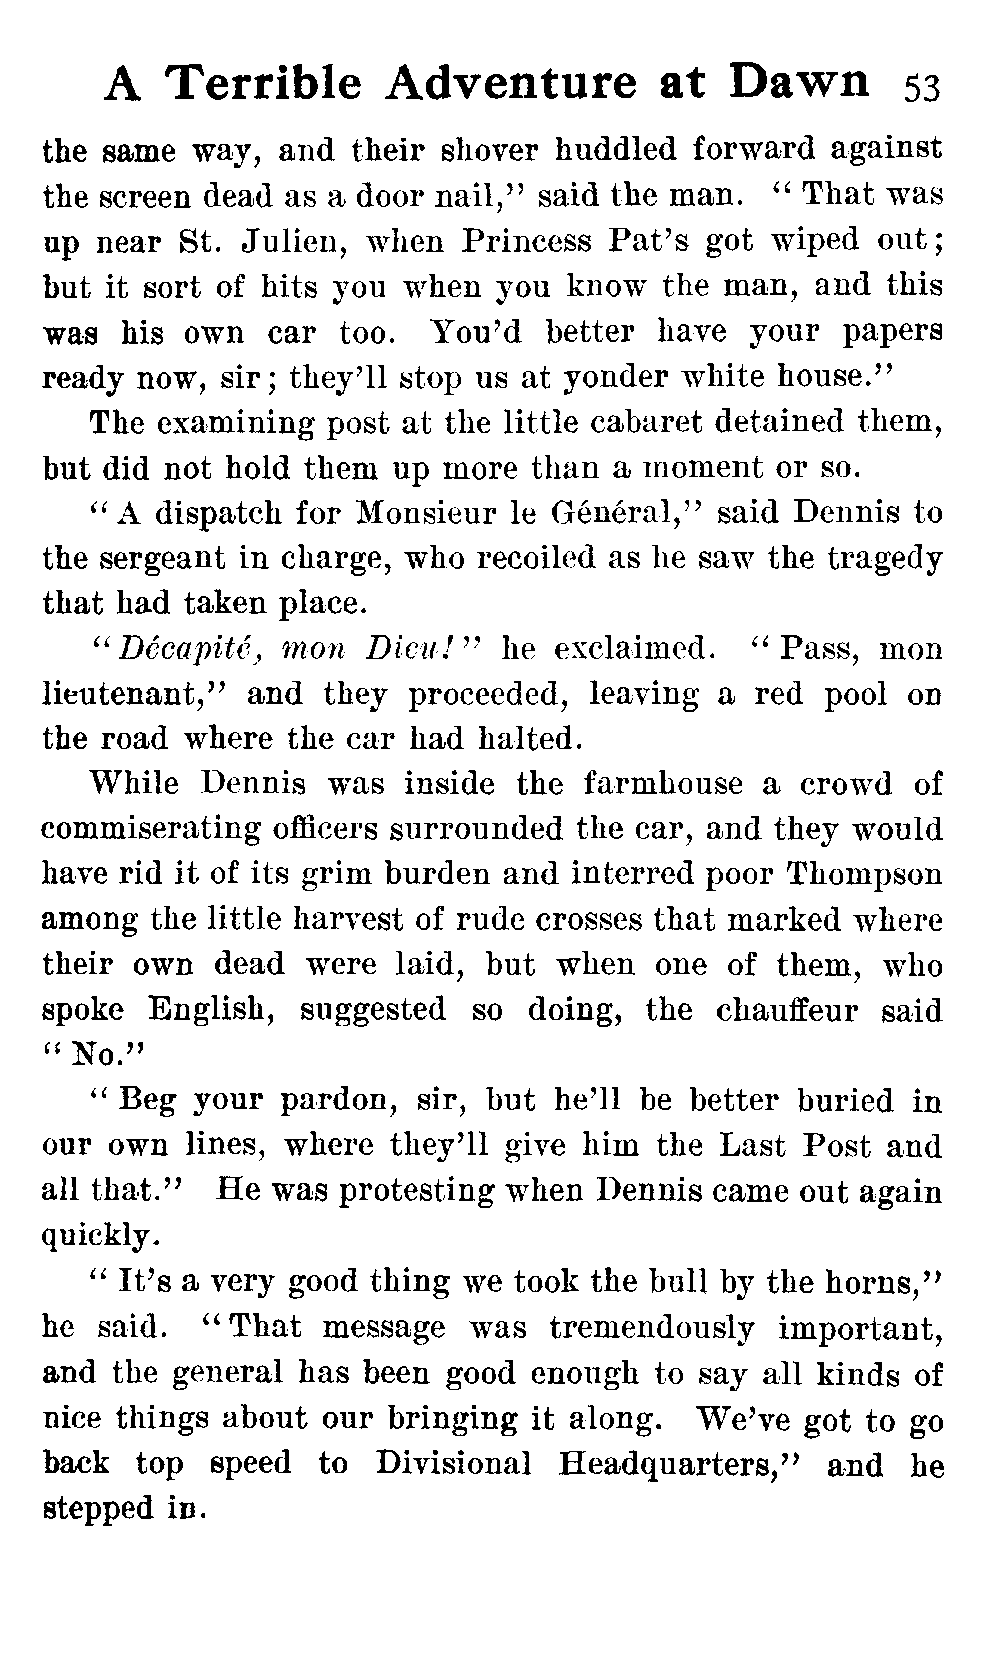 A Terrible Adventure at Dawn 53
the same way, and their shover huddled forward against
the screen dead as a door nail," said the man. "That was
up near St. Julien, when Princess Pat's got wiped out;
but it sort of hits you when you know the man, and this
was his own car too. You'd better have your papers
ready now, sir; they'll stop us at yonder white house."
The examining post at the little cabaret detained them,
but did not hold them up more than a moment or so.
"A dispatch for Monsieur le Général," said Dennis to
the sergeant in charge, who recoiled as he saw the tragedy
that had taken place.
"Décapité, mon Dieu!" he exclaimed. "Pass, mon
lieutenant," and they proceeded, leaving a red pool on
the road where the car had halted.
While Dennis was inside the farmhouse a crowd of
commiserating officers surrounded the car, and they would
have rid it of its grim burden and interred poor Thompson
among the little harvest of rude crosses that marked where
their own dead were laid, but when one of them, who
spoke English, suggested so doing, the chauffeur said
"No."
"Beg your pardon, sir, but he'll be better buried in
our own lines, where they'll give him the Last Post and
all that." He was protesting when Dennis came out again
quickly.
"It's a very good thing we took the bull by the horns,"
he said. "That message was tremendously important,
and the general has been good enough to say all kinds of
nice things about our bringing it along. We've got to go
back top speed to Divisional Headquarters," and he
stepped in.